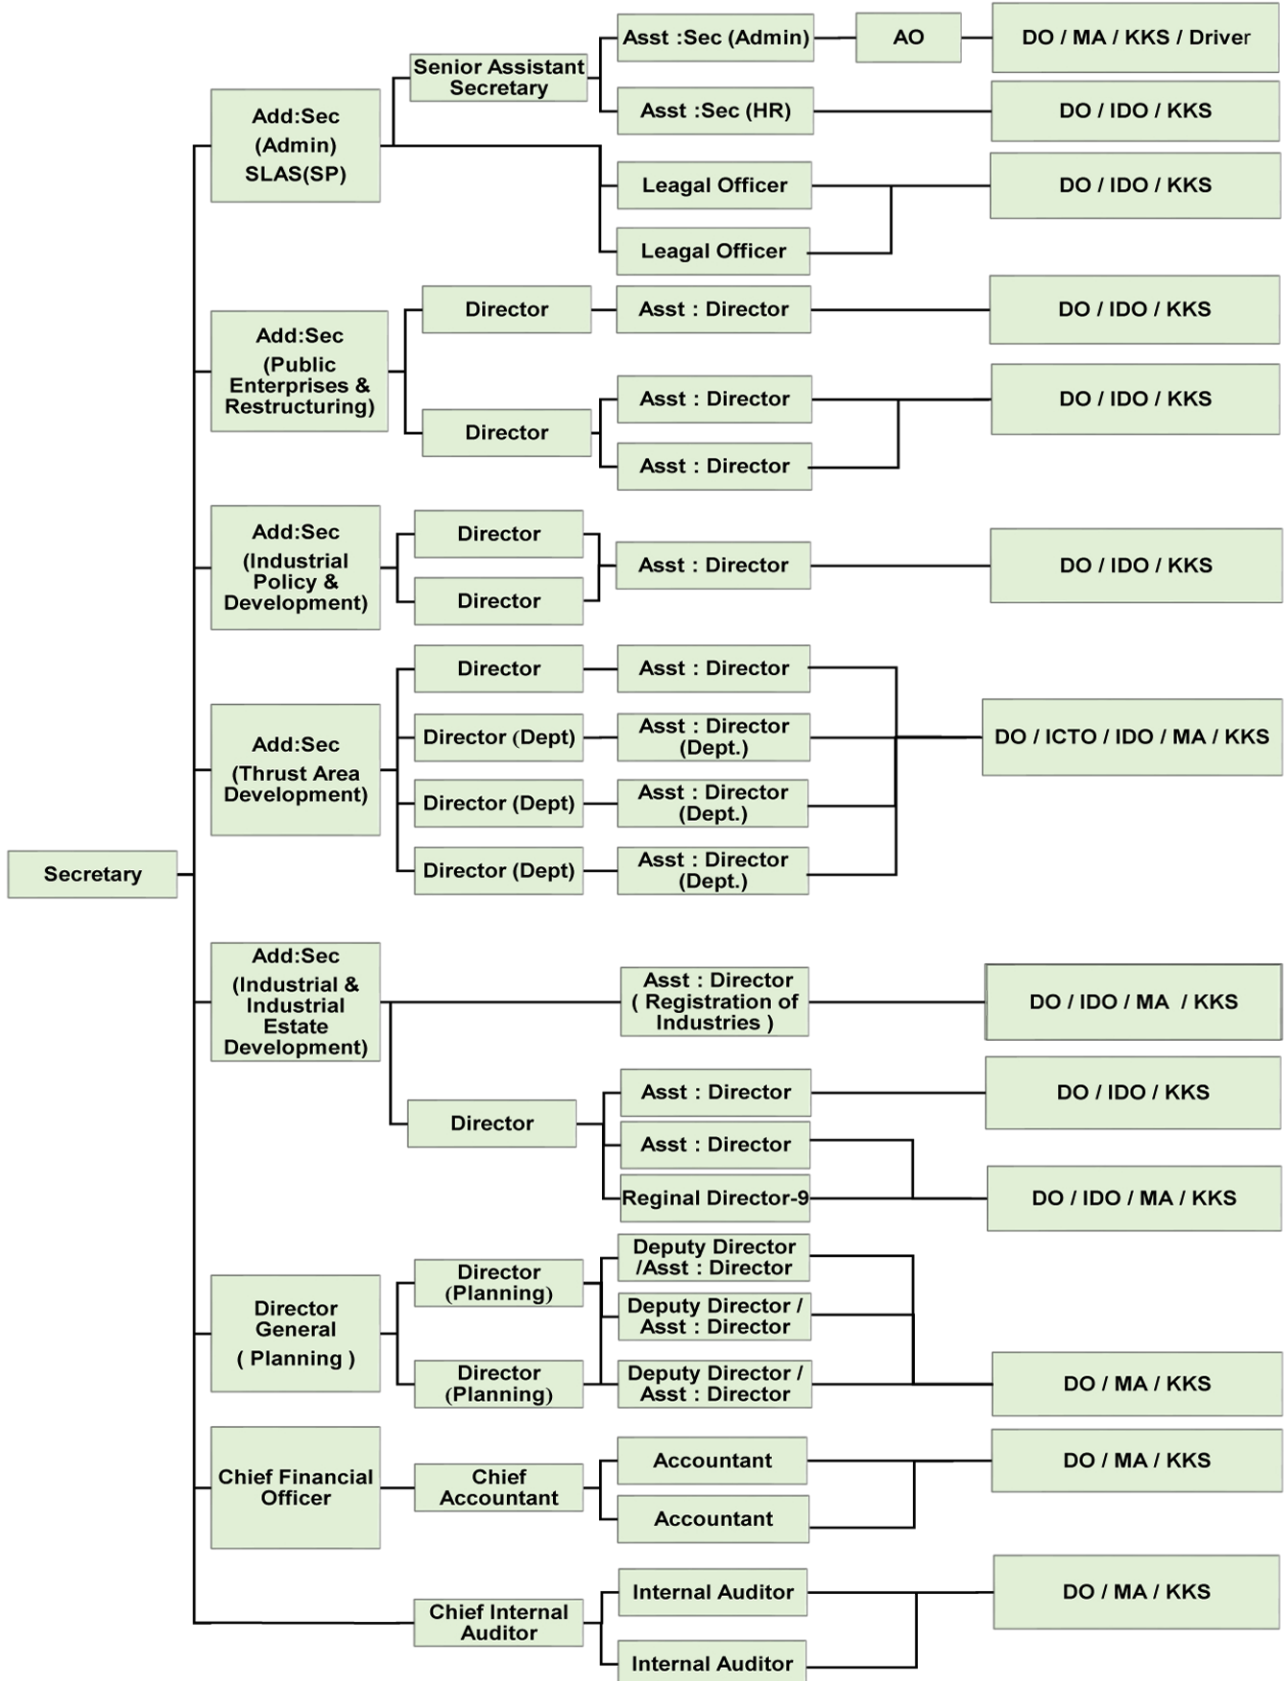 Asst :Sec (Admin)
AO
DO / MA / KKS / Driver
Senior Assistant
Secretary
Asst :Sec (HR)
DO / IDO / KKS
Add:Sec
(Admin)
SLAS(SP)
Leagal Officer
DO / IDO / KKS
Leagal Officer
Director
Asst : Director
DO / IDO / KKS
Add:Sec
(Public
Enterprises &
Restructuring)
Asst : Director
DO / IDO / KKS
Director
Asst : Director
Add:Sec
(Industrial
Policy &
Development)
Director
Director
Asst : Director
DO / IDO / KKS
Director
Asst : Director
Add:Sec
(Thrust Area
Development)
Director (Dept)
Asst : Director
(Dept.)
DO / ICTO / IDO / MA / KKS
Director (Dept)
Asst : Director
(Dept.)
Director (Dept)
Asst : Director
(Dept.)
Secretary
Add:Sec
(Industrial &
Industrial
Estate
Development)
Asst : Director
( Registration of
Industries )
DO / IDO / MA / KKS
Director
Asst : Director
DO / IDO / KKS
Asst : Director
Reginal Director-9
DO / IDO / MA / KKS
Director
General
( Planning )
Director
(Planning)
Deputy Director
/Asst : Director
Deputy Director /
Asst : Director
Director
(Planning)
Deputy Director /
Asst : Director
DO / MA / KKS
Chief Financial
Officer
Chief
Accountant
Accountant
DO / MA / KKS
Accountant
Chief Internal
Auditor
Internal Auditor
DO / MA / KKS
Internal Auditor